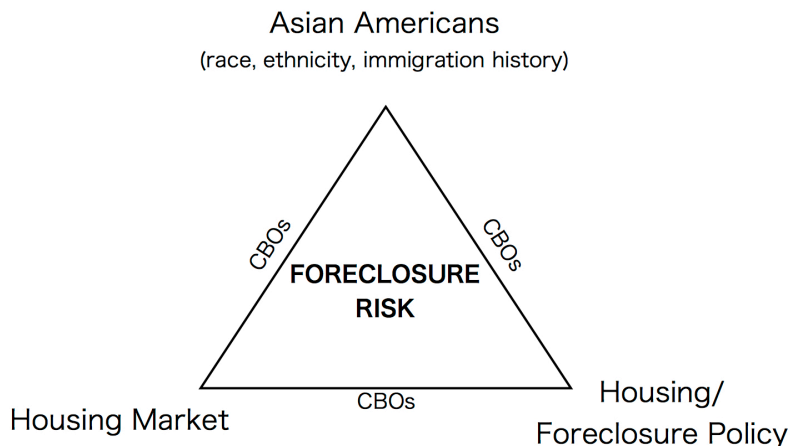 Asian Americans
(race, ethnicity, immigration history)
CBOs
CBOs
FORECLOSURE
RISK
CBOs
Housing Market
Housing/
Foreclosure Policy